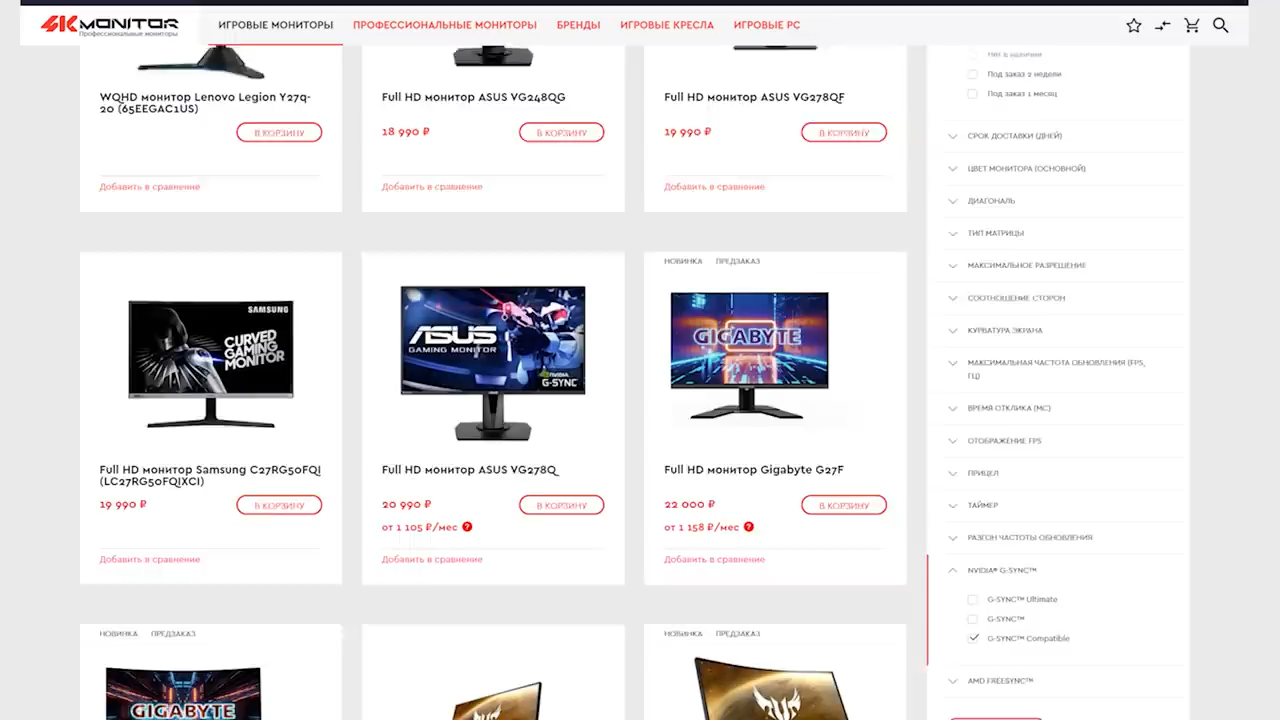 4KMONITOR
Профессиональные мониторы
ИГРОВЫЕ МОНИТОРЫ
ПРОФЕССИОНАЛЬНЫЕ МОНИТОРЫ
БРЕНДЫ
ИГРОВЫЕ КРЕСЛА
ИГРОВЫЕ PC
WQHD монитор Lenovo Legion Y27q-
20 (65EEGAC1US)
В КОРЗИНУ
Добавить в сравнение
Full HD монитор ASUS VG248QG
18 990 ₽
В КОРЗИНУ
Добавить в сравнение
Full HD монитор ASUS VG278QF
19 990 ₽
В КОРЗИНУ
Добавить в сравнение
SAMSUNG
CURVED
GAMING
MONITOR
Full HD монитор Samsung C27RG50FQI
(LC27RG50FQIXCI)
19 990 ₽
В КОРЗИНУ
Добавить в сравнение
ASUS
GAMING MONITOR
NVIDIA
G-SYNC
Full HD монитор ASUS VG278Q
20 990 ₽
В КОРЗИНУ
от 1 105 ₽/мес ?
Добавить в сравнение
НОВИНКА ПРЕДЗАКАЗ
GIGABYTE
Full HD монитор Gigabyte G27F
22 000 ₽
В КОРЗИНУ
от 1 158 ₽/мес ?
Добавить в сравнение
НОВИНКА ПРЕДЗАКАЗ
GIGABYTE
НОВИНКА ПРЕДЗАКАЗ
Нет в наличии
Под заказ 2 недели
Под заказ 1 месяц
СРОК ДОСТАВКИ (ДНЕЙ)
ЦВЕТ МОНИТОРА (ОСНОВНОЙ)
ДИАГОНАЛЬ
ТИП МАТРИЦЫ
МАКСИМАЛЬНОЕ РАЗРЕШЕНИЕ
СООТНОШЕНИЕ СТОРОН
КУРВАТУРА ЭКРАНА
МАКСИМАЛЬНАЯ ЧАСТОТА ОБНОВЛЕНИЯ (FPS,
ГЦ)
ВРЕМЯ ОТКЛИКА (МС)
ОТОБРАЖЕНИЕ FPS
ПРИЦЕЛ
ТАЙМЕР
РАЗГОН ЧАСТОТЫ ОБНОВЛЕНИЯ
NVIDIA® G-SYNC™
G-SYNC™ Ultimate
G-SYNC™
G-SYNC™ Compatible
AMD FREESYNC™